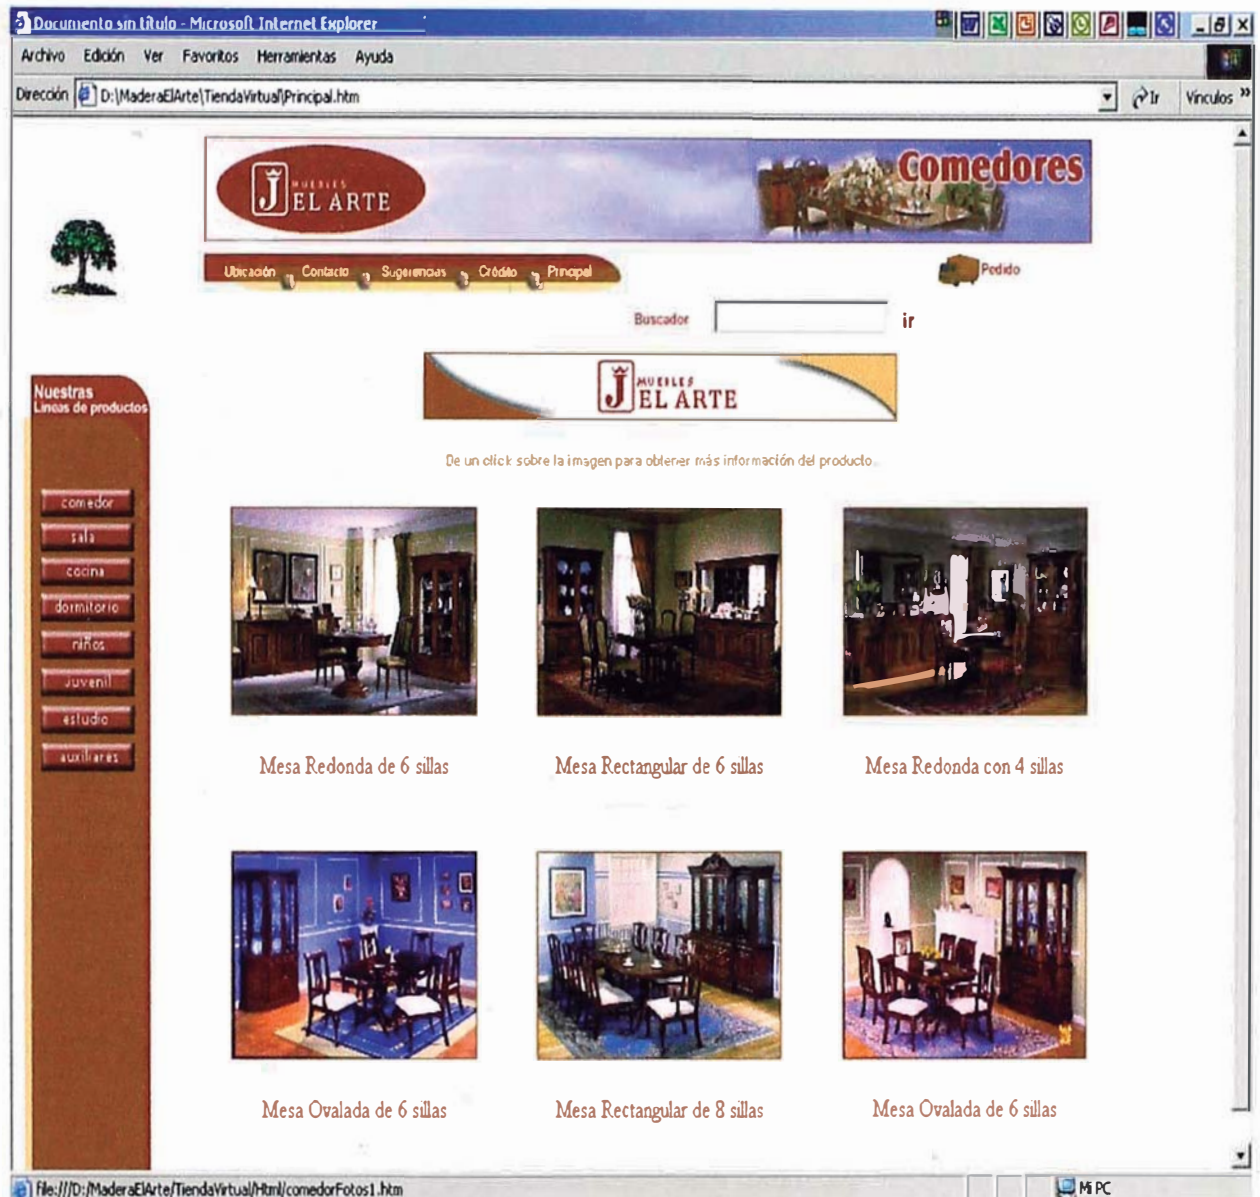 Documento sin título - Microsoft Internet Explorer
Archivo Edición Ver Favoritos Herramientas Ayuda
Dirección D:\MaderaElArte\TiendaVirtual\Principal.htm Ir Vínculos »
J MUEBLES EL ARTE
Comedores
Ubicación Contacto Sugerencias Crédito Principal
Pedido
Buscador ir
J MUEBLES EL ARTE
Nuestras
Lineas de productos
De un click sobre la imagen para obtener más información del producto.
comedor
sala
cocina
dormitorio
niños
juvenil
estudio
auxiliares
Mesa Redonda de 6 sillas
Mesa Rectangular de 6 sillas
Mesa Redonda con 4 sillas
Mesa Ovalada de 6 sillas
Mesa Rectangular de 8 sillas
Mesa Ovalada de 6 sillas
file:///D:/MaderaElArte/TiendaVirtual/Html/comedorFotos1.htm
Mi PC